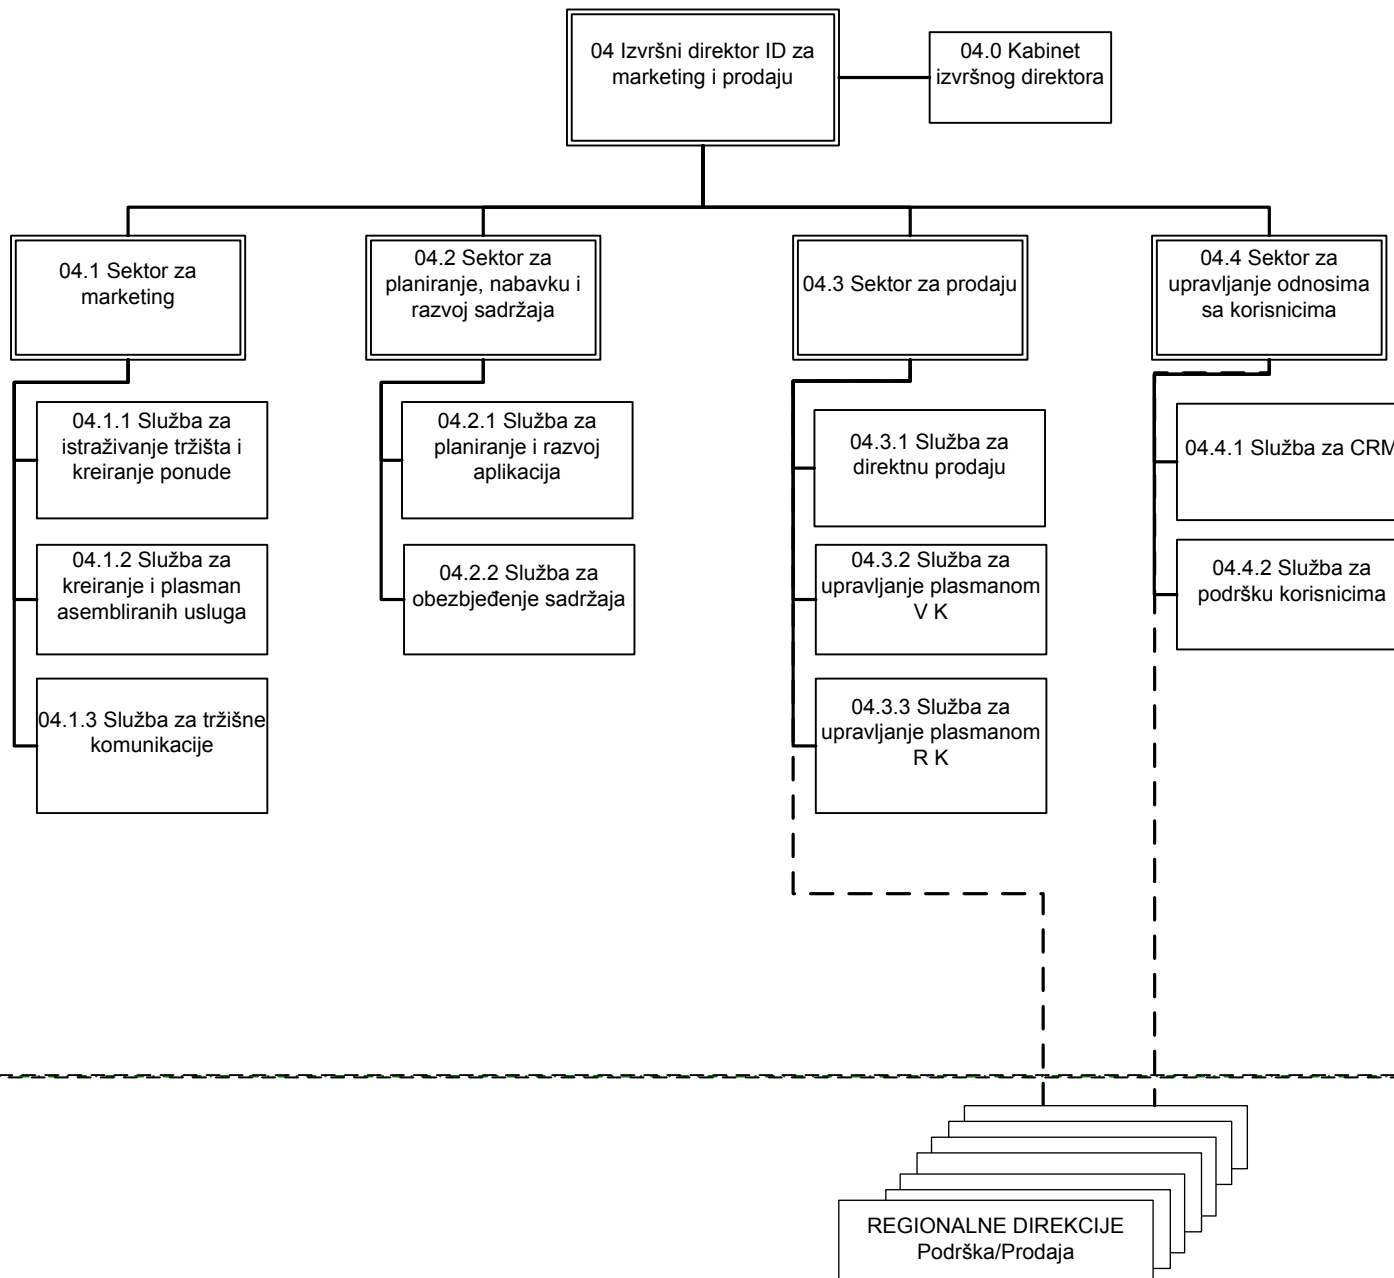 04 Izvršni direktor ID za
marketing i prodaju
04.0 Kabinet
izvršnog direktora
04.1 Sektor za
marketing
04.2 Sektor za
planiranje, nabavku i
razvoj sadržaja
04.3 Sektor za prodaju
04.4 Sektor za
upravljanje odnosima
sa korisnicima
04.1.1 Služba za
istraživanje tržišta i
kreiranje ponude
04.1.2 Služba za
kreiranje i plasman
asembliranih usluga
04.1.3 Služba za tržišne
komunikacije
04.2.1 Služba za
planiranje i razvoj
aplikacija
04.2.2 Služba za
obezbjeđenje sadržaja
04.3.1 Služba za
direktnu prodaju
04.3.2 Služba za
upravljanje plasmanom
V K
04.3.3 Služba za
upravljanje plasmanom
R K
04.4.1 Služba za CRM
04.4.2 Služba za
podršku korisnicima
REGIONALNE DIREKCIJE
Podrška/Prodaja